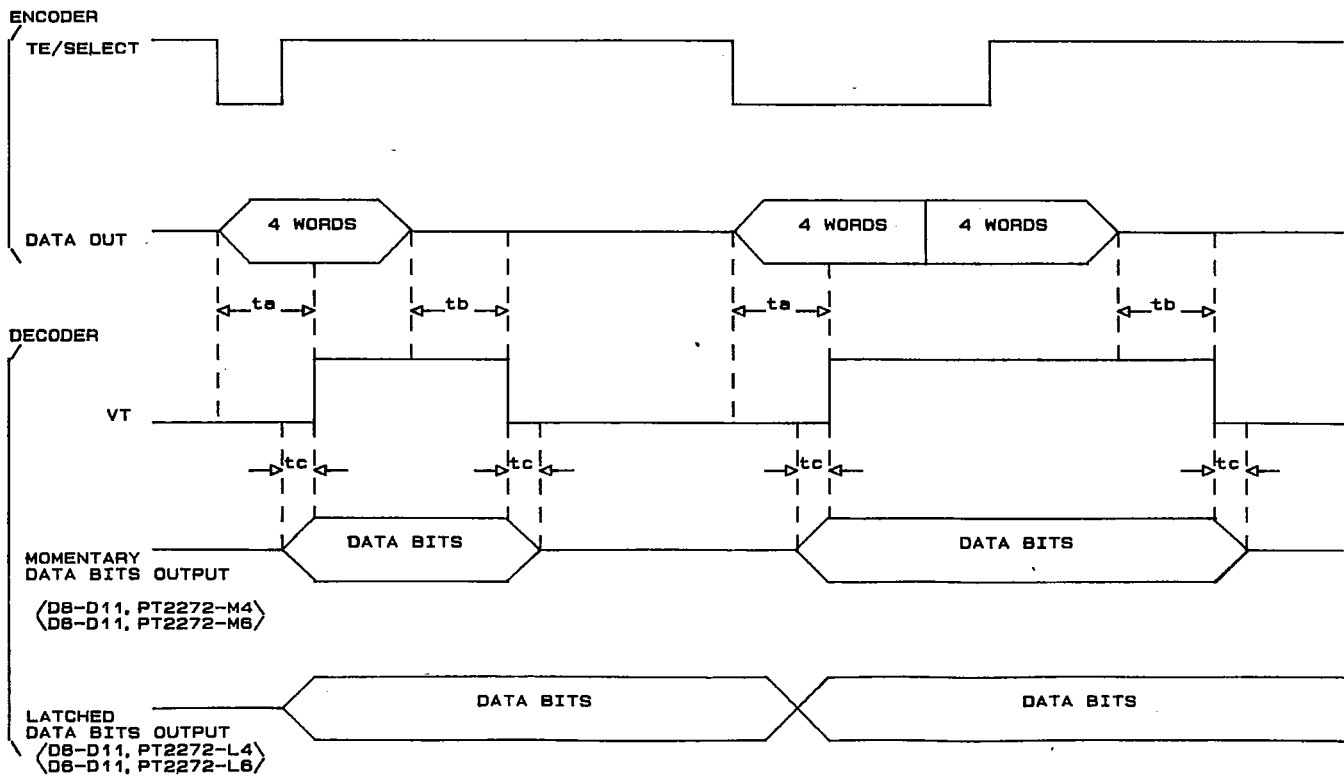 ENCODER
TE/SELECT
4 WORDS
4 WORDS
4 WORDS
DATA OUT
ta
tb
ta
tb
DECODER
VT
tc
tc
tc
tc
DATA BITS
DATA BITS
MOMENTARY
DATA BITS OUTPUT
D8-D11, PT2272-M4
D8-D11, PT2272-M6
DATA BITS
DATA BITS
LATCHED
DATA BITS OUTPUT
D8-D11, PT2272-L4
D8-D11, PT2272-L6